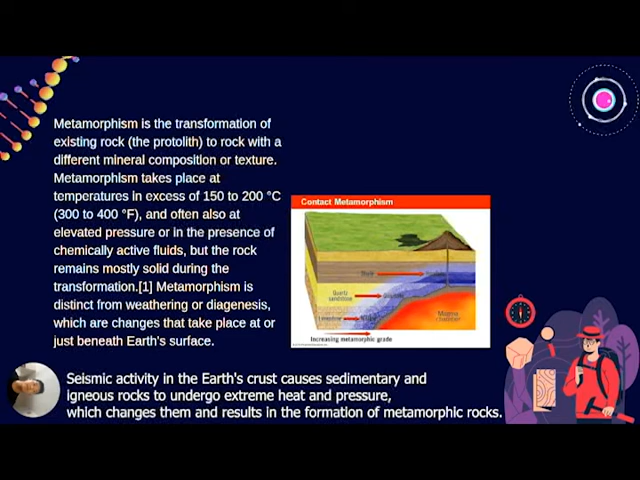 Metamorphism is the transformation of
existing rock (the protolith) to rock with a
different mineral composition or texture.
Metamorphism takes place at
temperatures in excess of 150 to 200 °C
(300 to 400 °F), and often also at
elevated pressure or in the presence of
chemically active fluids, but the rock
remains mostly solid during the
transformation.[1] Metamorphism is
distinct from weathering or diagenesis,
which are changes that take place at or
just beneath Earth's surface.
Contact Metamorphism
Shale
Quartz
sandstone
Limestone
Magma
chamber
Increasing metamorphic grade
Seismic activity in the Earth's crust causes sedimentary and
igneous rocks to undergo extreme heat and pressure,
which changes them and results in the formation of metamorphic rocks.